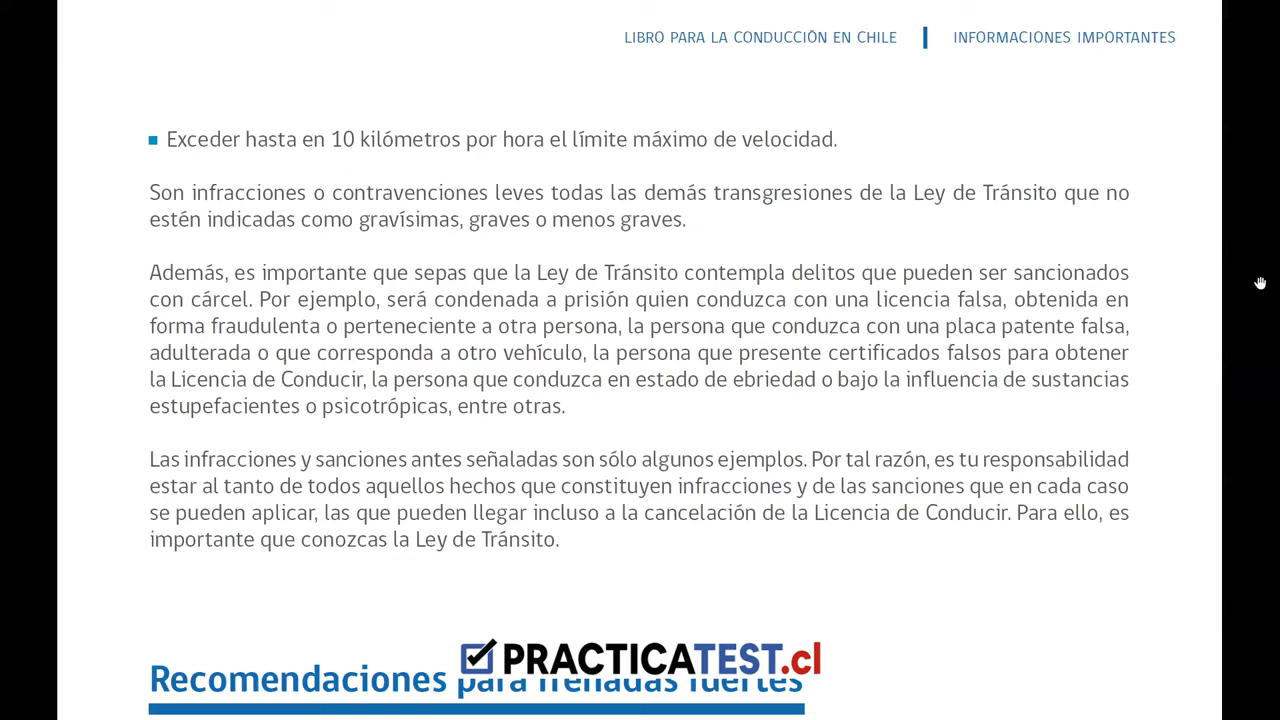 LIBRO PARA LA CONDUCCIÓN EN CHILE | INFORMACIONES IMPORTANTES
Exceder hasta en 10 kilómetros por hora el límite máximo de velocidad.
Son infracciones o contravenciones leves todas las demás transgresiones de la Ley de Tránsito que no
estén indicadas como gravísimas, graves o menos graves.
Además, es importante que sepas que la Ley de Tránsito contempla delitos que pueden ser sancionados
con cárcel. Por ejemplo, será condenada a prisión quien conduzca con una licencia falsa, obtenida en
forma fraudulenta o perteneciente a otra persona, la persona que conduzca con una placa patente falsa,
adulterada o que corresponda a otro vehículo, la persona que presente certificados falsos para obtener
la Licencia de Conducir, la persona que conduzca en estado de ebriedad o bajo la influencia de sustancias
estupefacientes o psicotrópicas, entre otras.
Las infracciones y sanciones antes señaladas son sólo algunos ejemplos. Por tal razón, es tu responsabilidad
estar al tanto de todos aquellos hechos que constituyen infracciones y de las sanciones que en cada caso
se pueden aplicar, las que pueden llegar incluso a la cancelación de la Licencia de Conducir. Para ello, es
importante que conozcas la Ley de Tránsito.
PRACTICATEST.cl
Recomendaciones para frenadas fuertes